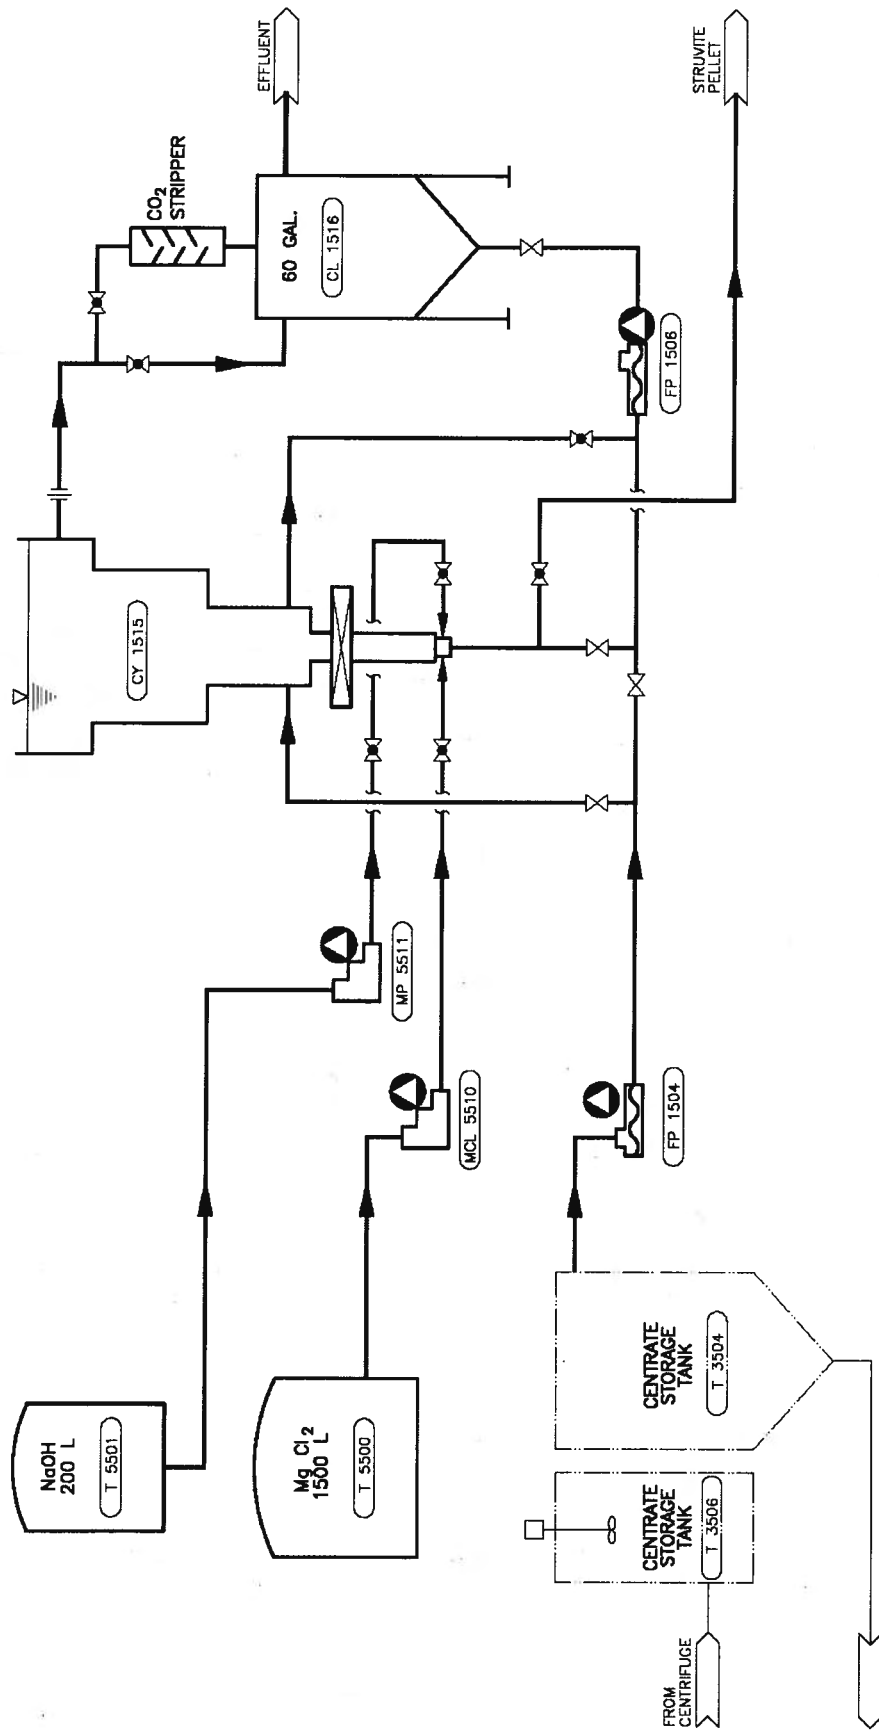 NaOH
200 L
T 5501
Mg Cl2
1500 L
T 5500
FROM
CENTRIFUGE
CENTRATE
STORAGE
TANK
T 3506
CENTRATE
STORAGE
TANK
T 3504
MP 5511
MCL 5510
FP 1504
CY 1515
CO2
STRIPPER
60 GAL.
CL 1516
FP 1506
EFFLUENT
STRUVITE
PELLET